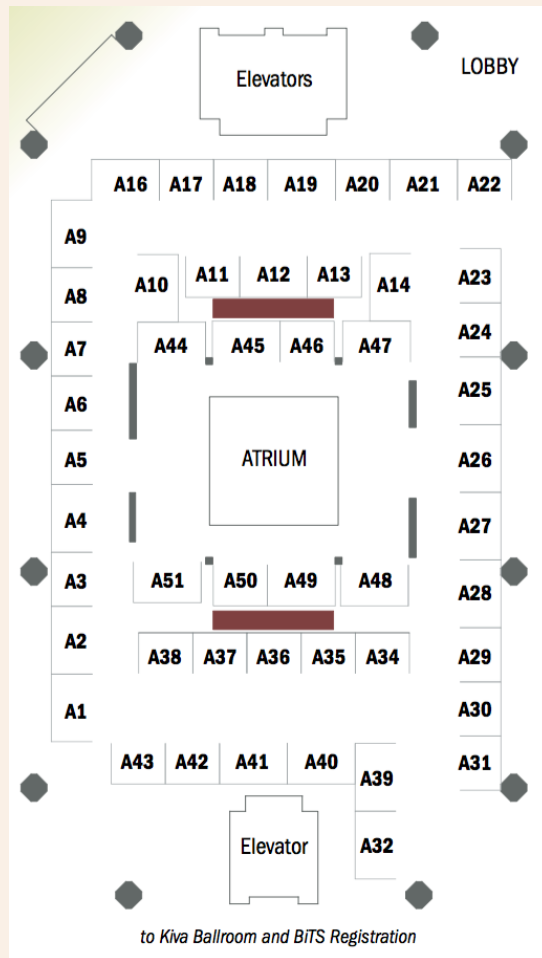 Elevators
LOBBY
A16 A17 A18 A19 A20 A21 A22
A9
A23
A10 A11 A12 A13 A14
A8
A24
A7
A44 A45 A46 A47
A25
A6
A5
ATRIUM
A26
A4
A27
A3
A51 A50 A49 A48
A28
A2
A38 A37 A36 A35 A34
A29
A1
A30
A43 A42 A41 A40
A39
A31
Elevator
A32
to Kiva Ballroom and BiTS Registration